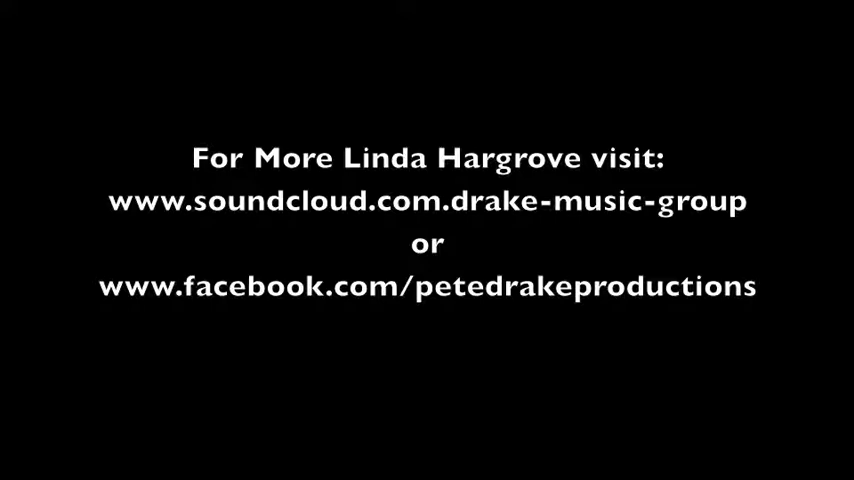 For More Linda Hargrove visit:
www.soundcloud.com.drake-music-group
or
www.facebook.com/petedrakeproductions